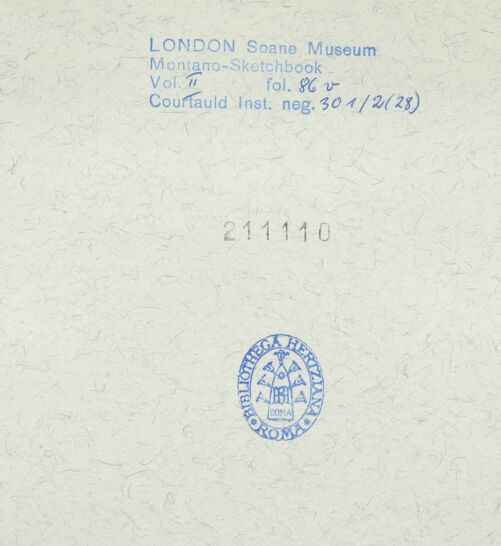 LONDON Soane Museum
Montano-Sketchbook
Vol. II fol. 86 v
Courtauld Inst. neg. 301/2(28)
211110
BIBLIOTHECA HERTZIANA
ROMA
ROMA